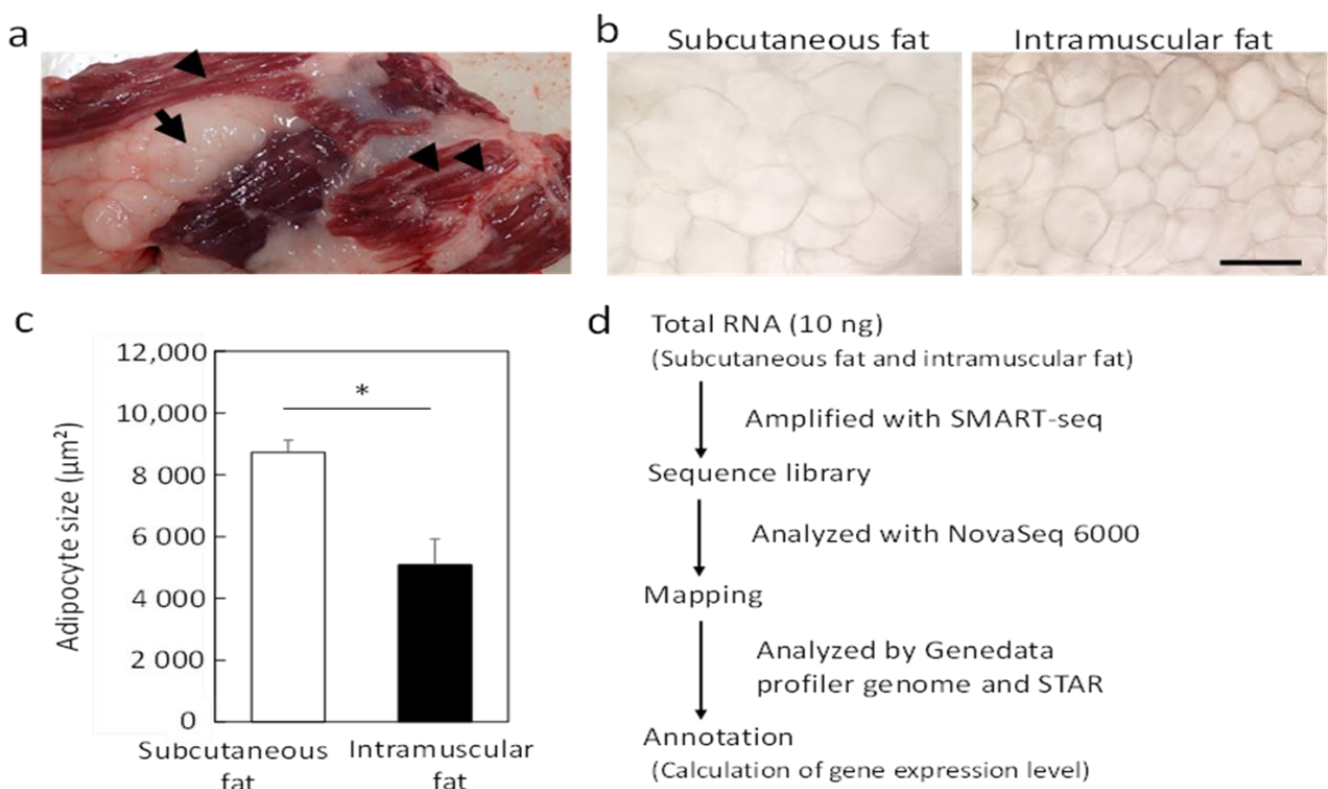 a
b
Subcutaneous fat
Intramuscular fat
c
12,000
10,000
8 000
6 000
4 000
2 000
0
Adipocyte size (µm²)
*
Subcutaneous
fat
Intramuscular
fat
d
Total RNA (10 ng)
(Subcutaneous fat and intramuscular fat)
Amplified with SMART-seq
Sequence library
Analyzed with NovaSeq 6000
Mapping
Analyzed by Genedata
profiler genome and STAR
Annotation
(Calculation of gene expression level)